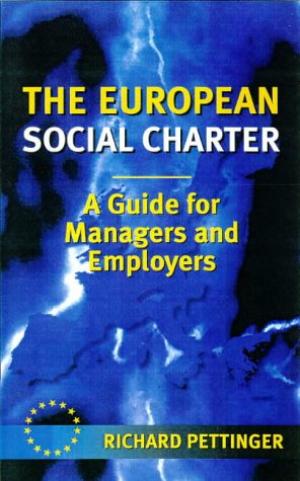 THE EUROPEAN
SOCIAL CHARTER
A Guide for
Managers and
Employers
RICHARD PETTINGER